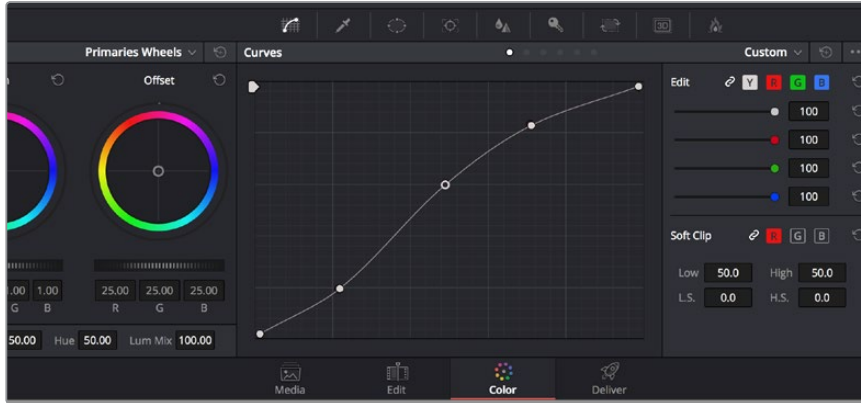 3D
Primaries Wheels
Curves
Custom
Offset
Edit Y R G B
100
100
100
100
Soft Clip R G B
Low 50.0 High 50.0
L.S. 0.0 H.S. 0.0
1.00 25.00 25.00 25.00
G B R G B
50.00 Hue 50.00 Lum Mix 100.00
Media Edit Color Deliver